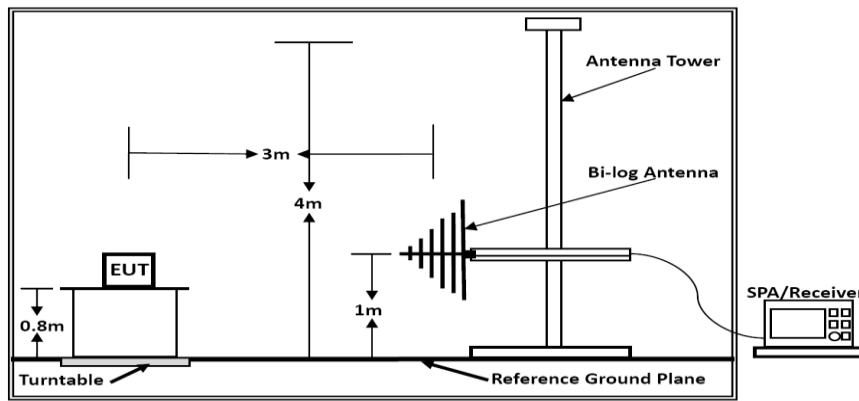 Antenna Tower
3m
Bi-log Antenna
4m
EUT
SPA/Receiver
0.8m
1m
Turntable
Reference Ground Plane